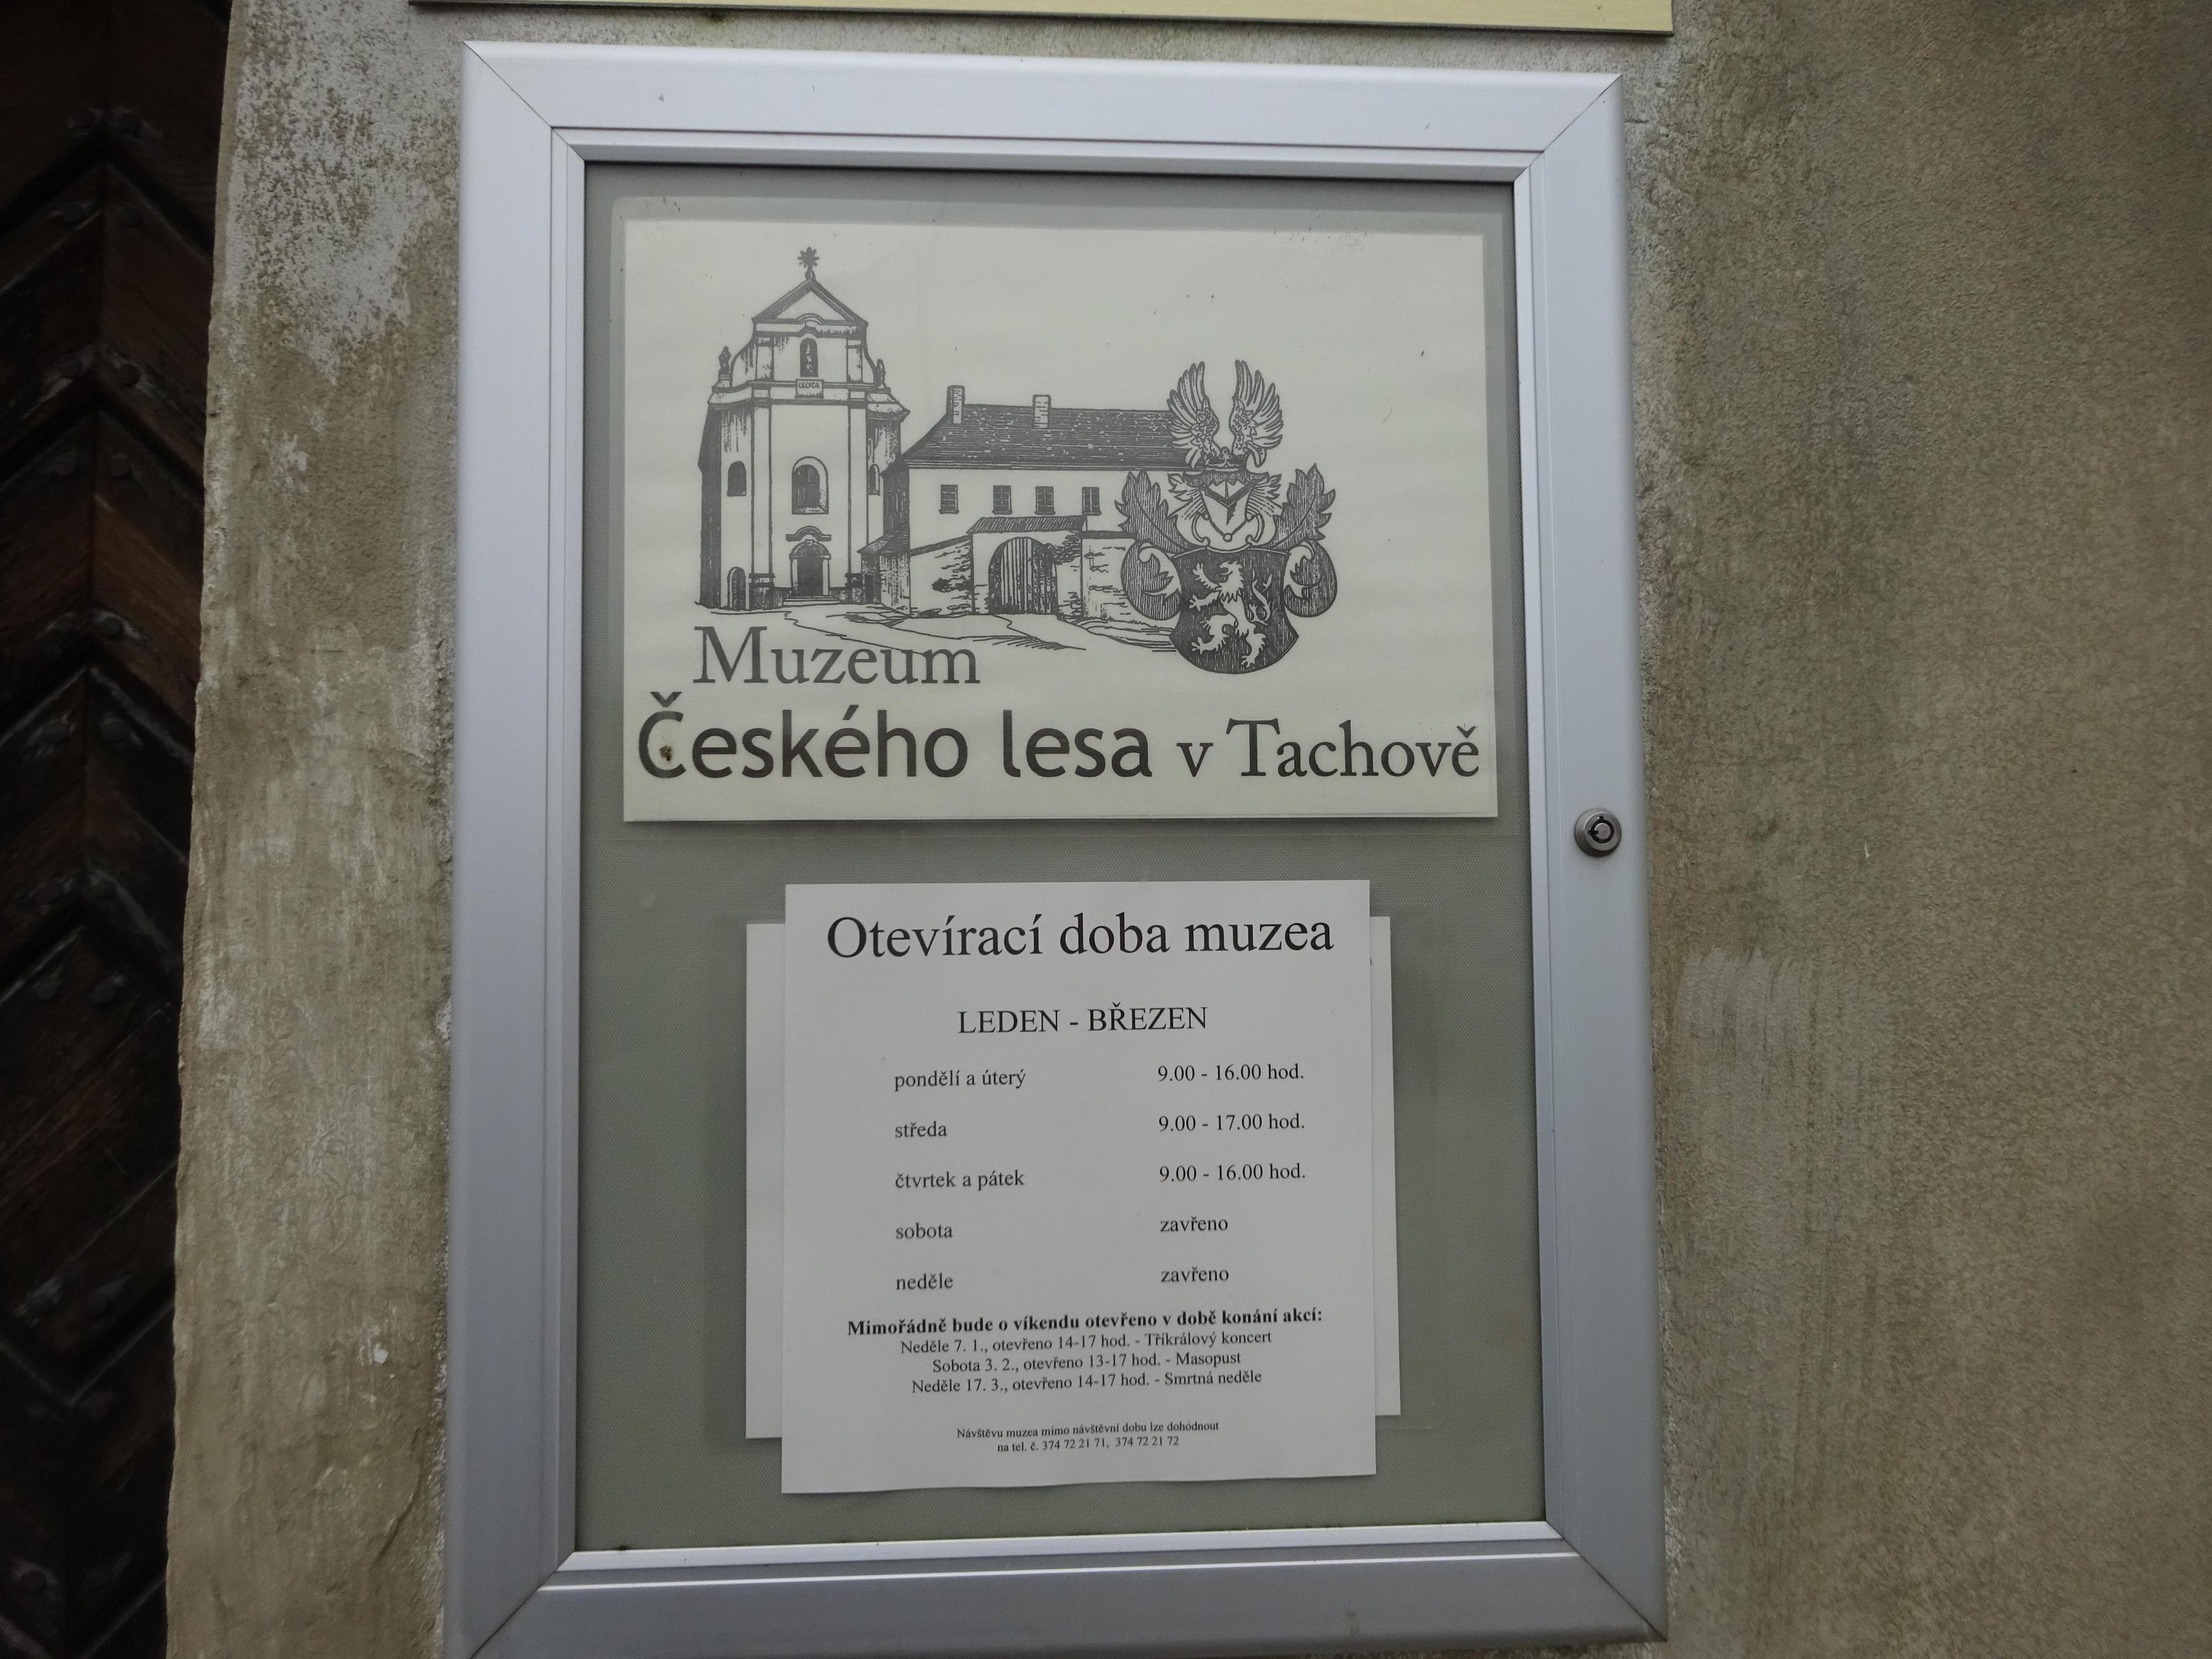 Muzeum
Českého lesa v Tachově
Otevírací doba muzea
LEDEN - BŘEZEN
pondělí a úterý 9.00 - 16.00 hod.
středa 9.00 - 17.00 hod.
čtvrtek a pátek 9.00 - 16.00 hod.
sobota zavřeno
neděle zavřeno
Mimořádně bude o víkendu otevřeno v době konání akcí:
Neděle 7. 1., otevřeno 14-17 hod. - Tříkrálový koncert
Sobota 3. 2., otevřeno 13-17 hod. - Masopust
Neděle 17. 3., otevřeno 14-17 hod. - Smrtná neděle
Návštěvu muzea mimo návštěvní dobu lze dohodnout
na tel. č. 374 72 21 71, 374 72 21 72